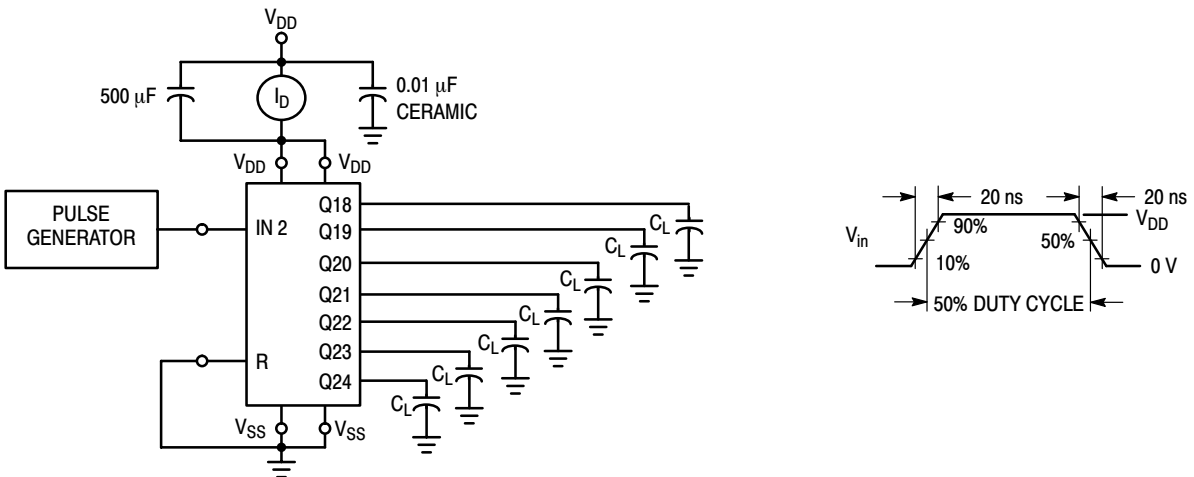 V_DD
500 μF
I_D
0.01 μF
CERAMIC
V_DD
V_DD
PULSE
GENERATOR
IN 2
R
Q18
Q19
Q20
Q21
Q22
Q23
Q24
C_L
C_L
C_L
C_L
C_L
C_L
C_L
V_SS
V_SS
20 ns
20 ns
V_in
90%
10%
50%
V_DD
0 V
50% DUTY CYCLE